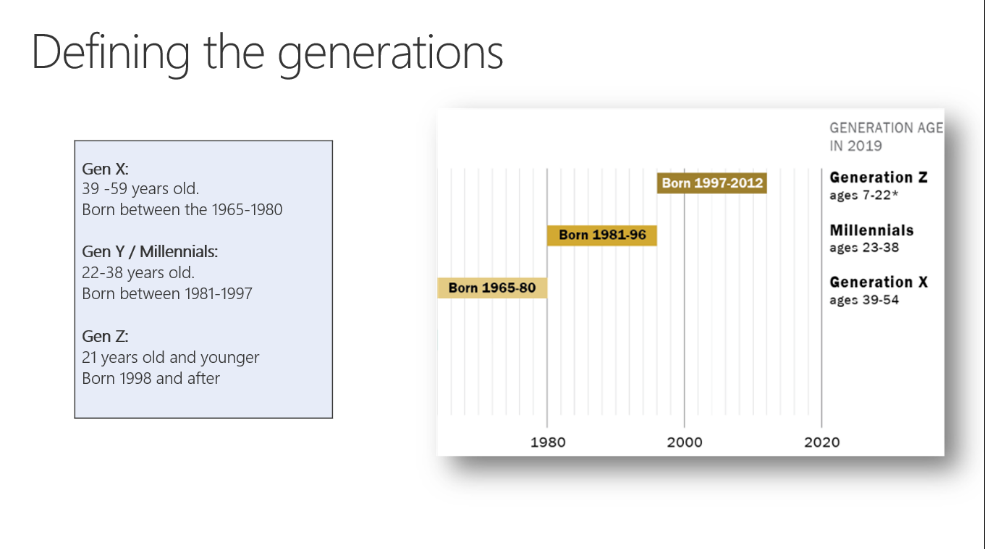 Defining the generations
Gen X:
39 -59 years old.
Born between the 1965-1980
Gen Y / Millennials:
22-38 years old.
Born between 1981-1997
Gen Z:
21 years old and younger
Born 1998 and after
GENERATION AGE
IN 2019
Born 1997-2012
Generation Z
ages 7-22*
Born 1981-96
Millennials
ages 23-38
Born 1965-80
Generation X
ages 39-54
1980
2000
2020